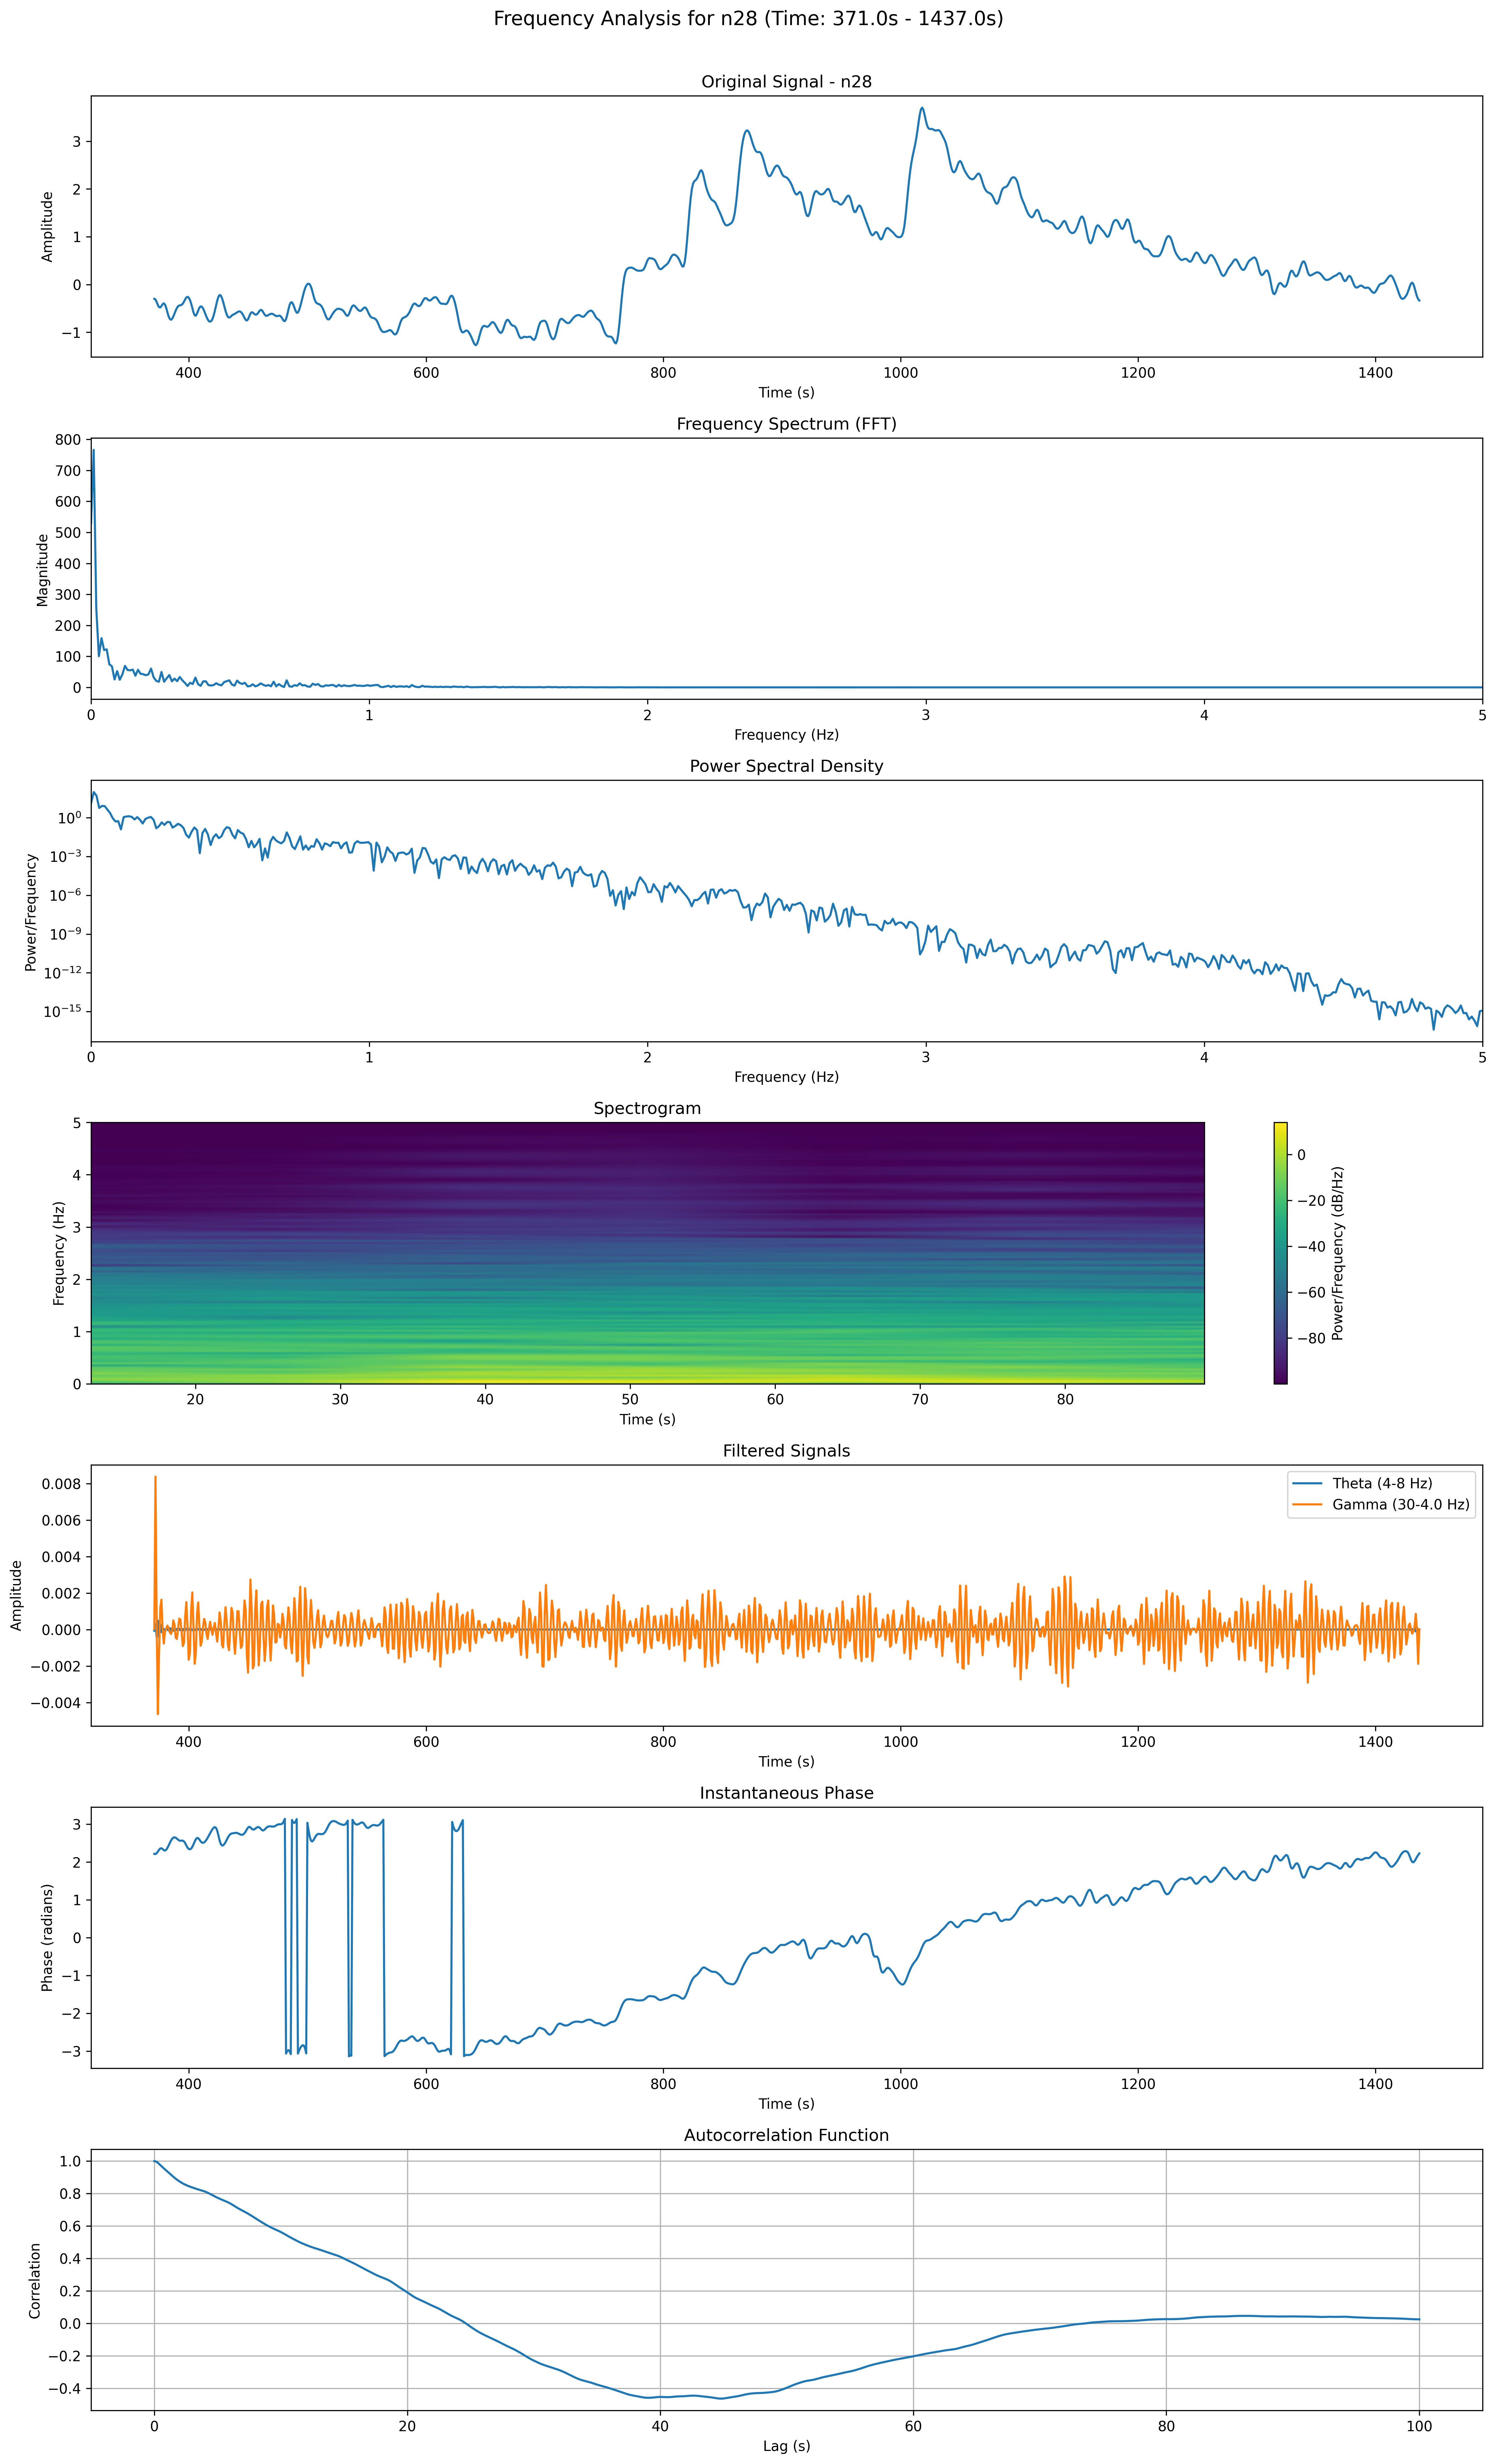 Frequency Analysis for n28 (Time: 371.0s - 1437.0s)
Original Signal - n28
3
2
1
0
−1
Amplitude
400 600 800 1000 1200 1400
Time (s)
Frequency Spectrum (FFT)
800
700
600
500
400
300
200
100
0
Magnitude
0 1 2 3 4 5
Frequency (Hz)
Power Spectral Density
10⁰
10⁻³
10⁻⁶
10⁻⁹
10⁻¹²
10⁻¹⁵
Power/Frequency
0 1 2 3 4 5
Frequency (Hz)
Spectrogram
5
4
3
2
1
0
Frequency (Hz)
20 30 40 50 60 70 80
Time (s)
0
−20
−40
−60
−80
Power/Frequency (dB/Hz)
Filtered Signals
Theta (4-8 Hz)
Gamma (30-4.0 Hz)
0.008
0.006
0.004
0.002
0.000
−0.002
−0.004
Amplitude
400 600 800 1000 1200 1400
Time (s)
Instantaneous Phase
3
2
1
0
−1
−2
−3
Phase (radians)
400 600 800 1000 1200 1400
Time (s)
Autocorrelation Function
1.0
0.8
0.6
0.4
0.2
0.0
−0.2
−0.4
Correlation
0 20 40 60 80 100
Lag (s)